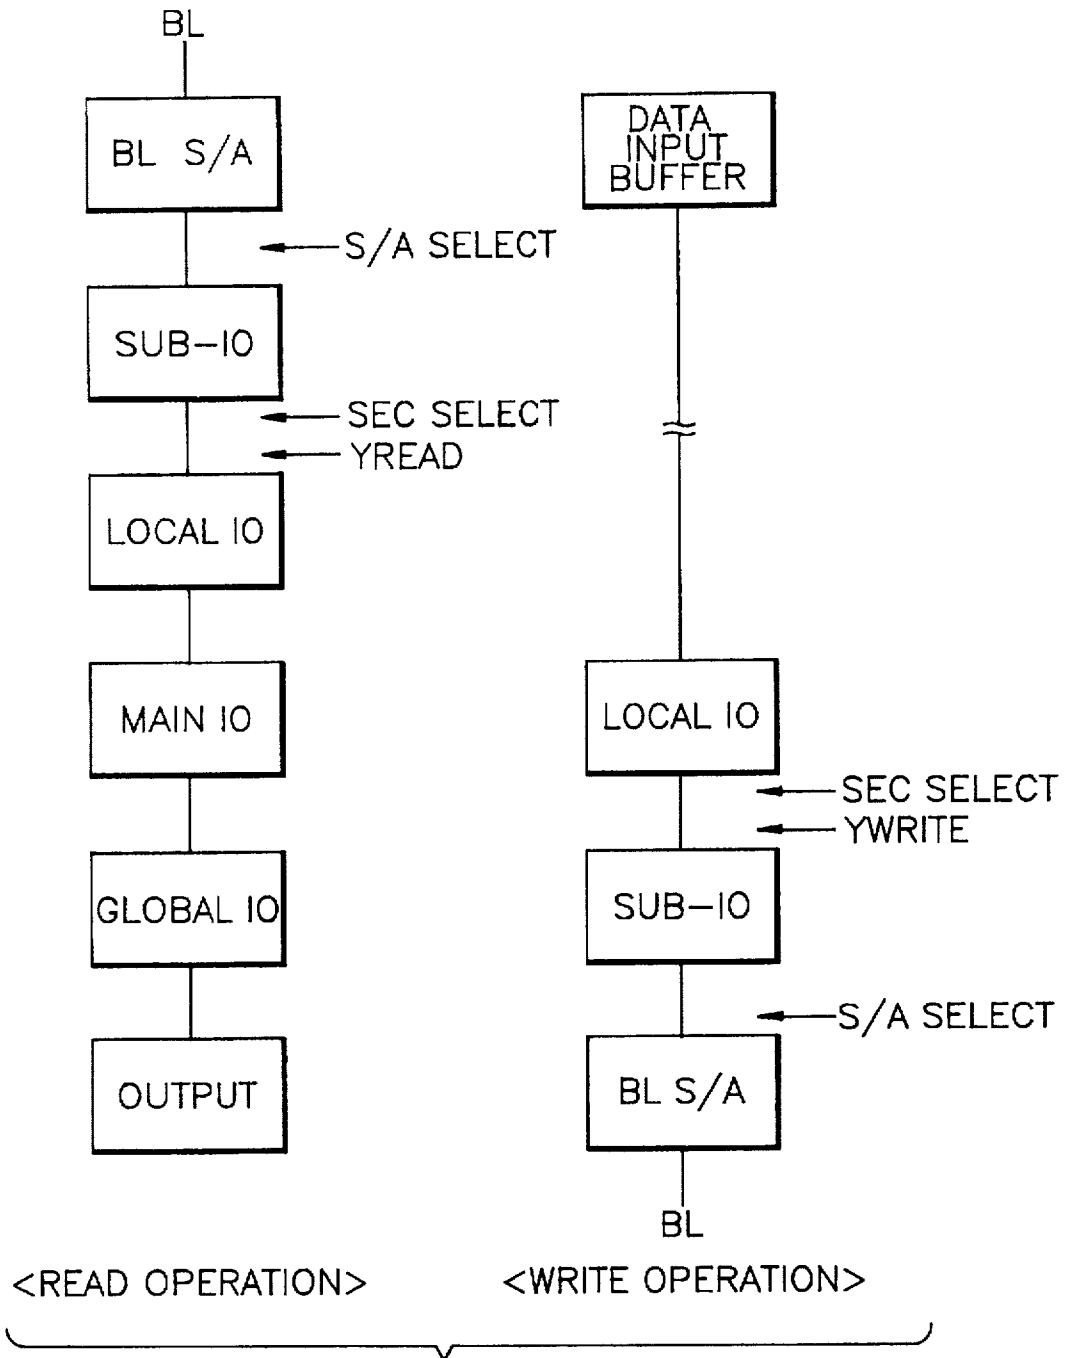 BL
BL S/A
S/A SELECT
SUB-IO
SEC SELECT
YREAD
LOCAL IO
MAIN IO
GLOBAL IO
OUTPUT
<READ OPERATION>
DATA
INPUT
BUFFER
LOCAL IO
SEC SELECT
YWRITE
SUB-IO
S/A SELECT
BL S/A
BL
<WRITE OPERATION>